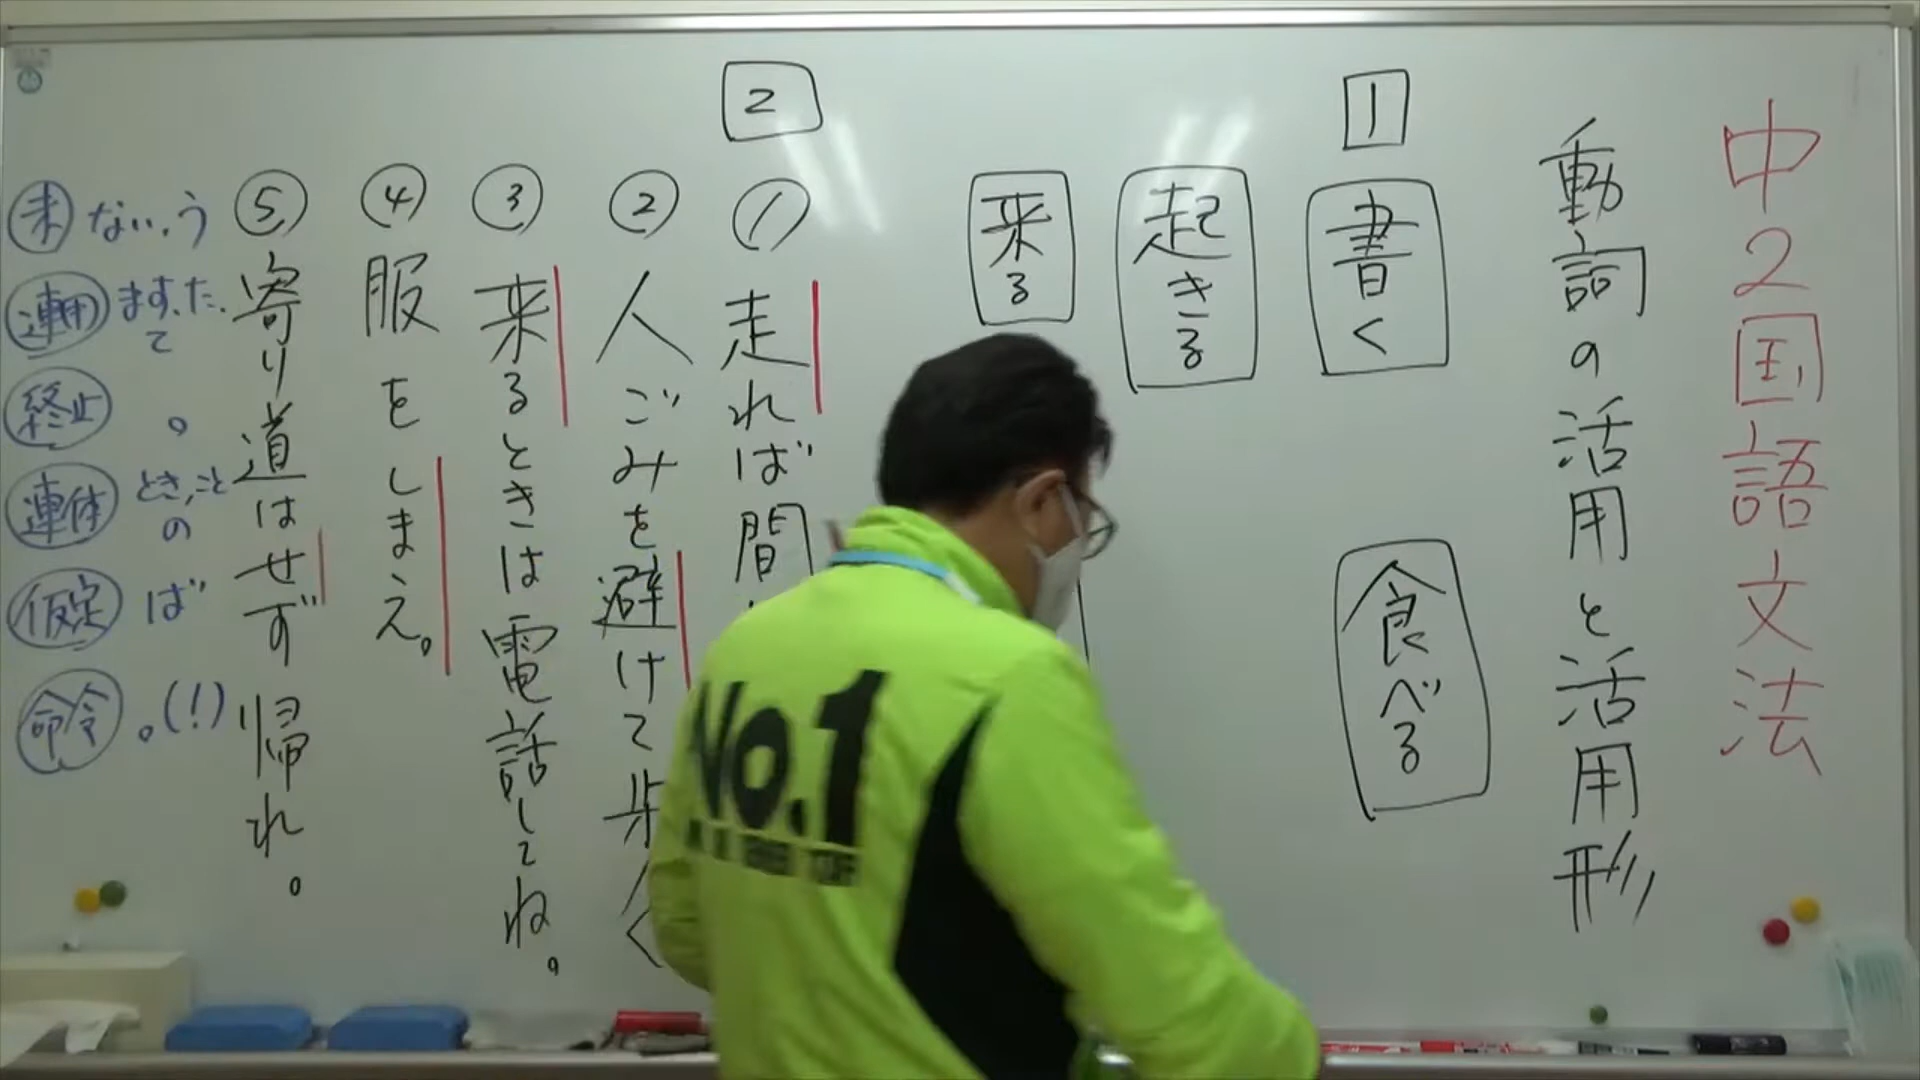 中2国語文法
動詞の活用と活用形
1
書く
食べる
起きる
来る
2
① 走れば間
② 人ごみを避けて歩く
③ 来るときは電話してね。
④ 服をしまえ。
⑤ 寄り道はせず帰れ。
未 ない、う
連用 ます、た、て
終止 。
連体 とき、こと の
仮定 ば
命令 。(!)
No.1